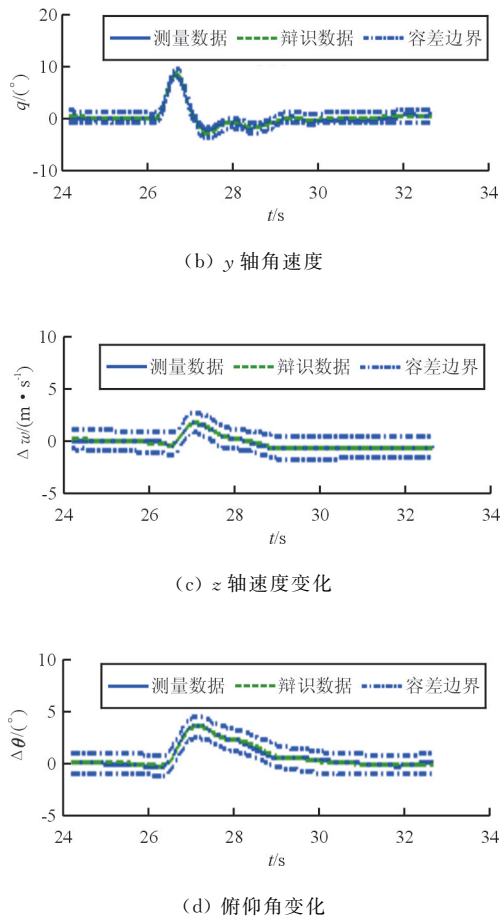 20
测量数据 辩识数据 容差边界
10
q/(°)
0
-10
24 26 28 30 32 34
t/s
(b) y 轴角速度
10
测量数据 辩识数据 容差边界
5
Δw/(m·s⁻¹)
0
-5
24 26 28 30 32 34
t/s
(c) z 轴速度变化
10
测量数据 辩识数据 容差边界
5
Δθ/(°)
0
-5
24 26 28 30 32 34
t/s
(d) 俯仰角变化